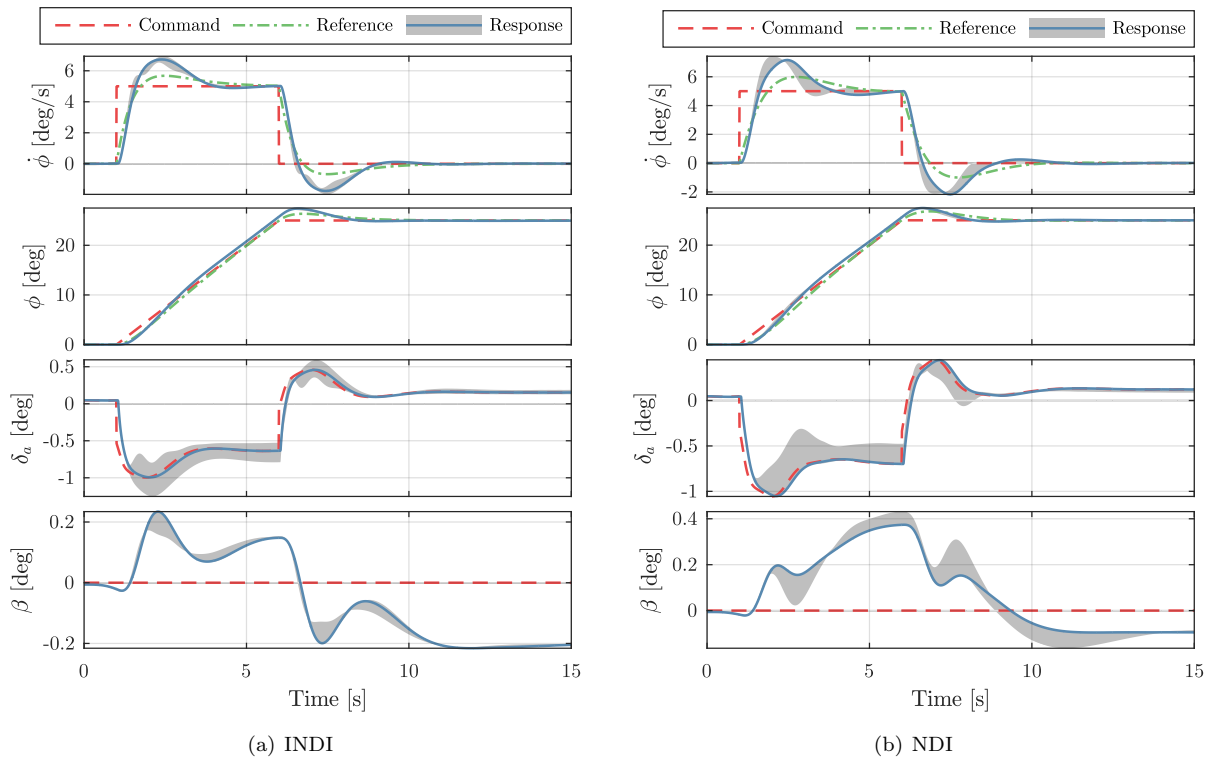 Command Reference Response
6
4
2
0
ϕ̇ [deg/s]
20
10
0
ϕ [deg]
0.5
0
-0.5
-1
δa [deg]
0.2
0
-0.2
β [deg]
0 5 10 15
Time [s]
(a) INDI
Command Reference Response
6
4
2
0
-2
ϕ̇ [deg/s]
20
10
0
ϕ [deg]
0
-0.5
-1
δa [deg]
0.4
0.2
0
β [deg]
0 5 10 15
Time [s]
(b) NDI